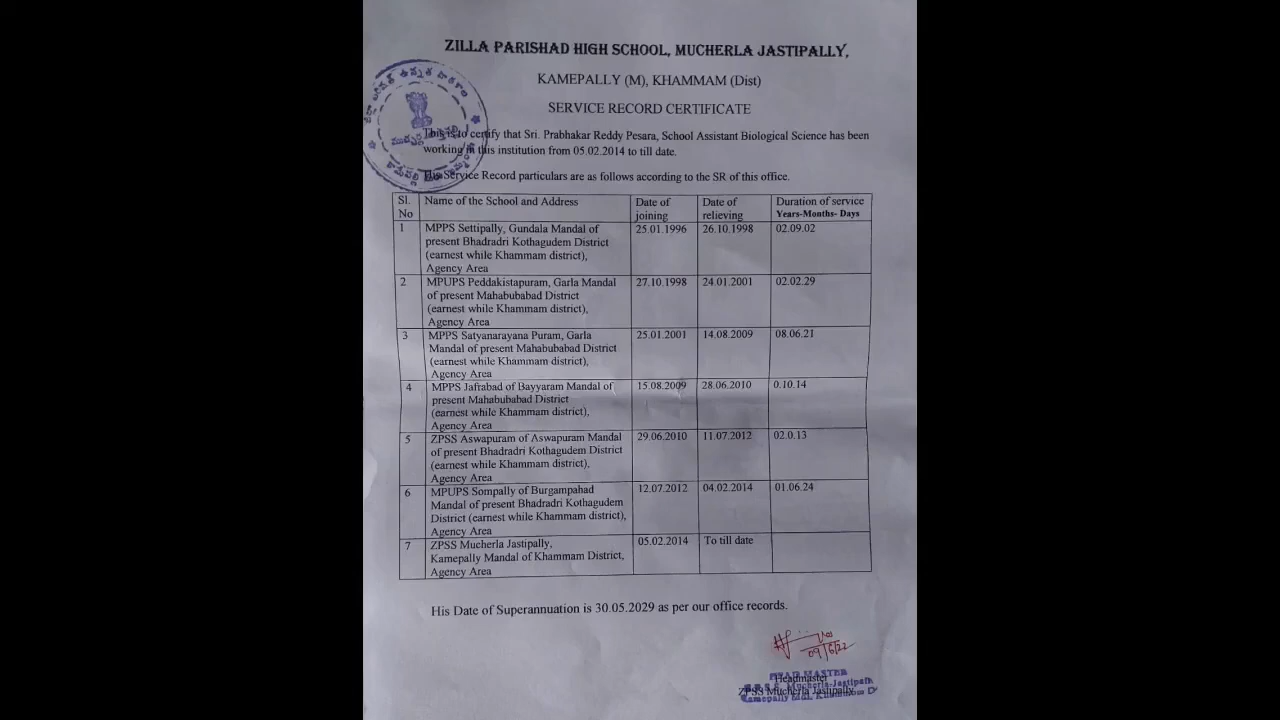 ZILLA PARISHAD HIGH SCHOOL, MUCHERLA JASTIPALLY,
KAMEPALLY (M), KHAMMAM (Dist)
SERVICE RECORD CERTIFICATE
This is to certify that Sri. Prabhakar Reddy Pesara, School Assistant Biological Science has been
working in this institution from 05.02.2014 to till date.
His Service Record particulars are as follows according to the SR of this office.
Sl. No Name of the School and Address Date of joining Date of relieving Duration of service Years-Months- Days
1 MPPS Settipally, Gundala Mandal of 25.01.1996 26.10.1998 02.09.02
present Bhadradri Kothagudem District
(earnest while Khammam district),
Agency Area
2 MPUPS Peddakistapuram, Garla Mandal 27.10.1998 24.01.2001 02.02.29
of present Mahabubabad District
(earnest while Khammam district),
Agency Area
3 MPPS Satyanarayana Puram, Garla 25.01.2001 14.08.2009 08.06.21
Mandal of present Mahabubabad District
(earnest while Khammam district),
Agency Area
4 MPPS Jafrabad of Bayyaram Mandal of 15.08.2009 28.06.2010 0.10.14
present Mahabubabad District
(earnest while Khammam district),
Agency Area
5 ZPSS Aswapuram of Aswapuram Mandal 29.06.2010 11.07.2012 02.0.13
of present Bhadradri Kothagudem District
(earnest while Khammam district),
Agency Area
6 MPUPS Sompally of Burgampahad 12.07.2012 04.02.2014 01.06.24
Mandal of present Bhadradri Kothagudem
District (earnest while Khammam district),
Agency Area
7 ZPSS Mucherla Jastipally, 05.02.2014 To till date
Kamepally Mandal of Khammam District,
Agency Area
His Date of Superannuation is 30.05.2029 as per our office records.
09/6/22
HEAD MASTER
Headmaster
Mucherla-Jastipally
ZPSS Mucherla Jastipally
Kamepally Mdl,